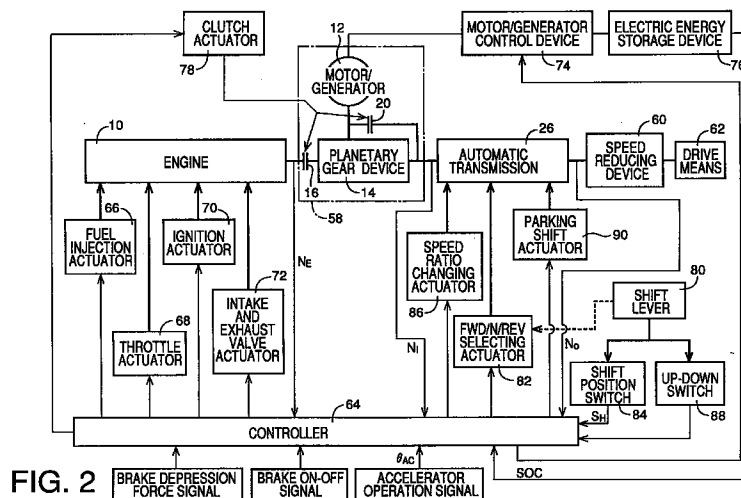 CLUTCH
ACTUATOR
78
12
MOTOR/
GENERATOR
20
MOTOR/GENERATOR
CONTROL DEVICE
74
ELECTRIC ENERGY
STORAGE DEVICE
76
10
ENGINE
16
58
PLANETARY
GEAR DEVICE
14
26
AUTOMATIC
TRANSMISSION
60
SPEED
REDUCING
DEVICE
62
DRIVE
MEANS
66
FUEL
INJECTION
ACTUATOR
70
IGNITION
ACTUATOR
68
THROTTLE
ACTUATOR
72
INTAKE
AND
EXHAUST
VALVE
ACTUATOR
NE
NI
SPEED
RATIO
CHANGING
ACTUATOR
86
PARKING
SHIFT
ACTUATOR
90
FWD/N/REV
SELECTING
ACTUATOR
82
NO
80
SHIFT
LEVER
SHIFT
POSITION
SWITCH
84
UP-DOWN
SWITCH
88
SH
64
CONTROLLER
θAC
SOC
BRAKE DEPRESSION
FORCE SIGNAL
BRAKE ON-OFF
SIGNAL
ACCELERATOR
OPERATION SIGNAL
FIG. 2